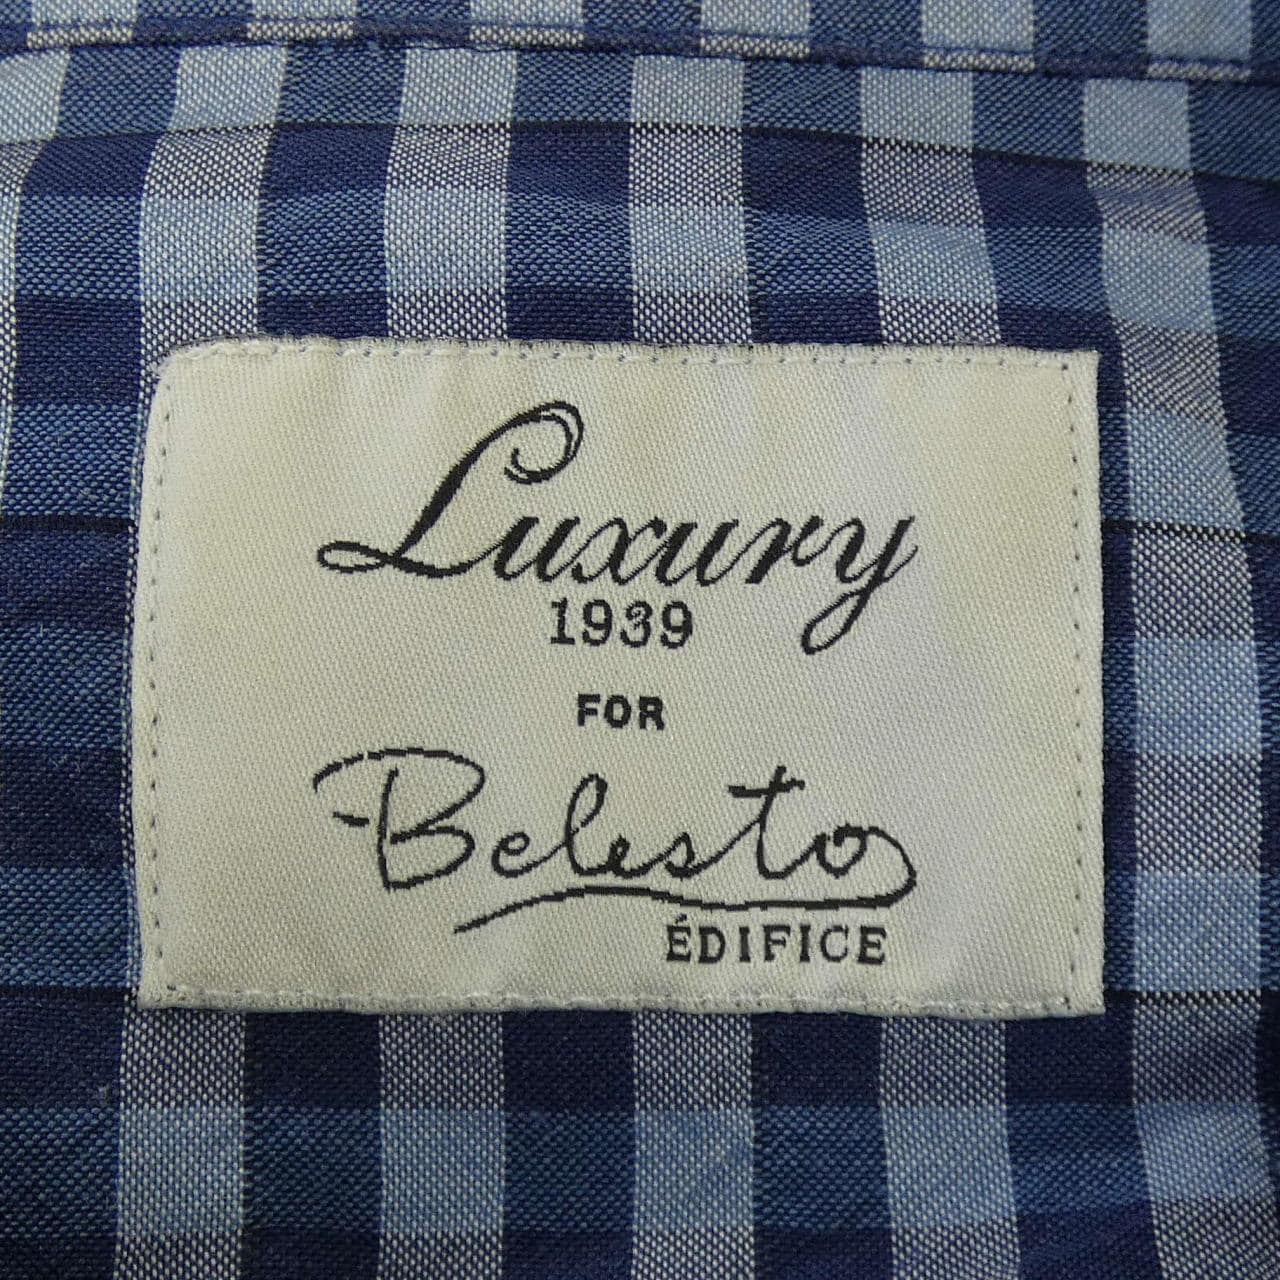 Luxury
1939
FOR
Belesto
ÉDIFICE